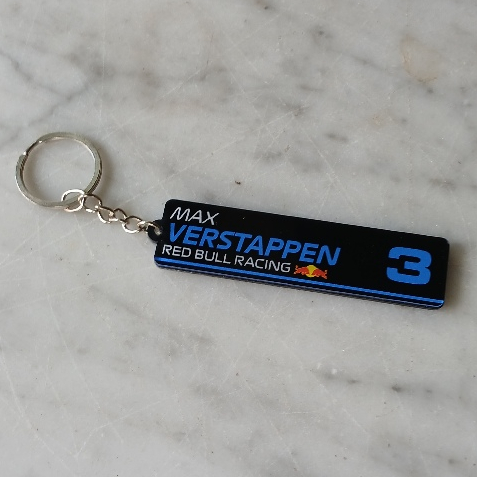 MAX
VERSTAPPEN
RED BULL RACING
3